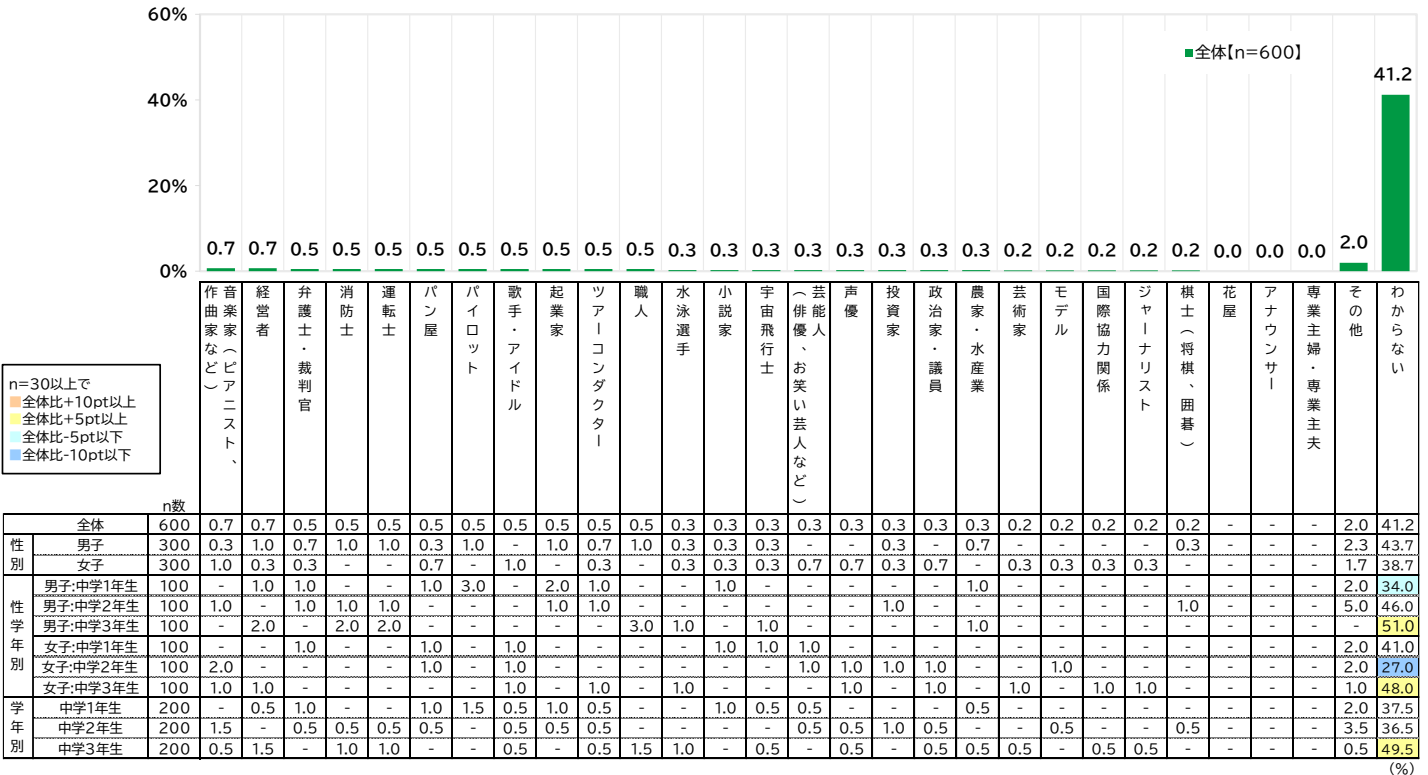 60%
■全体【n=600】
41.2
40%
20%
0.7 0.7 0.5 0.5 0.5 0.5 0.5 0.5 0.5 0.5 0.5 0.3 0.3 0.3 0.3 0.3 0.3 0.3 0.3 0.2 0.2 0.2 0.2 0.2 0.0 0.0 0.0 2.0
0%
音楽家（ピアニスト、
作曲家など）
経営者
弁護士・裁判官
消防士
運転士
パン屋
パイロット
歌手・アイドル
起業家
ツアーコンダクター
職人
水泳選手
小説家
宇宙飛行士
芸能人
（俳優、お笑い芸人など）
声優
投資家
政治家・議員
農家・水産業
芸術家
モデル
国際協力関係
ジャーナリスト
棋士（将棋、囲碁）
花屋
アナウンサー
専業主婦・専業主夫
その他
わからない
n=30以上で
■全体比+10pt以上
■全体比+5pt以上
■全体比-5pt以下
■全体比-10pt以下
n数
全体 600 0.7 0.7 0.5 0.5 0.5 0.5 0.5 0.5 0.5 0.5 0.5 0.3 0.3 0.3 0.3 0.3 0.3 0.3 0.3 0.2 0.2 0.2 0.2 0.2 - - - 2.0 41.2
性別
男子 300 0.3 1.0 0.7 1.0 1.0 0.3 1.0 - 1.0 0.7 1.0 0.3 0.3 0.3 - - 0.3 - 0.7 - - - - 0.3 - - - 2.3 43.7
女子 300 1.0 0.3 0.3 - - 0.7 - 1.0 - 0.3 - 0.3 0.3 0.3 0.7 0.7 0.3 0.7 - 0.3 0.3 0.3 0.3 - - - - 1.7 38.7
性学年別
男子:中学1年生 100 - 1.0 1.0 - - 1.0 3.0 - 2.0 1.0 - - 1.0 - - - - - 1.0 - - - - - - - - 2.0 34.0
男子:中学2年生 100 1.0 - 1.0 1.0 1.0 - - - 1.0 1.0 - - - - - - 1.0 - - - - - - 1.0 - - - 5.0 46.0
男子:中学3年生 100 - 2.0 - 2.0 2.0 - - - - - 3.0 1.0 - 1.0 - - - - 1.0 - - - - - - - - - 51.0
女子:中学1年生 100 - - 1.0 - - 1.0 - 1.0 - - - - 1.0 1.0 1.0 - - - - - - - - - - - - 2.0 41.0
女子:中学2年生 100 2.0 - - - - 1.0 - 1.0 - - - - - - 1.0 1.0 1.0 1.0 - - 1.0 - - - - - - 2.0 27.0
女子:中学3年生 100 1.0 1.0 - - - - - 1.0 - 1.0 - 1.0 - - - 1.0 - 1.0 - 1.0 - 1.0 1.0 - - - - 1.0 48.0
学年別
中学1年生 200 - 0.5 1.0 - - 1.0 1.5 0.5 1.0 0.5 - - 1.0 0.5 0.5 - - - 0.5 - - - - - - - - 2.0 37.5
中学2年生 200 1.5 - 0.5 0.5 0.5 0.5 - 0.5 0.5 0.5 - - - - 0.5 0.5 1.0 0.5 - - 0.5 - - 0.5 - - - 3.5 36.5
中学3年生 200 0.5 1.5 - 1.0 1.0 - - 0.5 - 0.5 1.5 1.0 - 0.5 - 0.5 - 0.5 0.5 0.5 - 0.5 0.5 - - - - 0.5 49.5
(%)